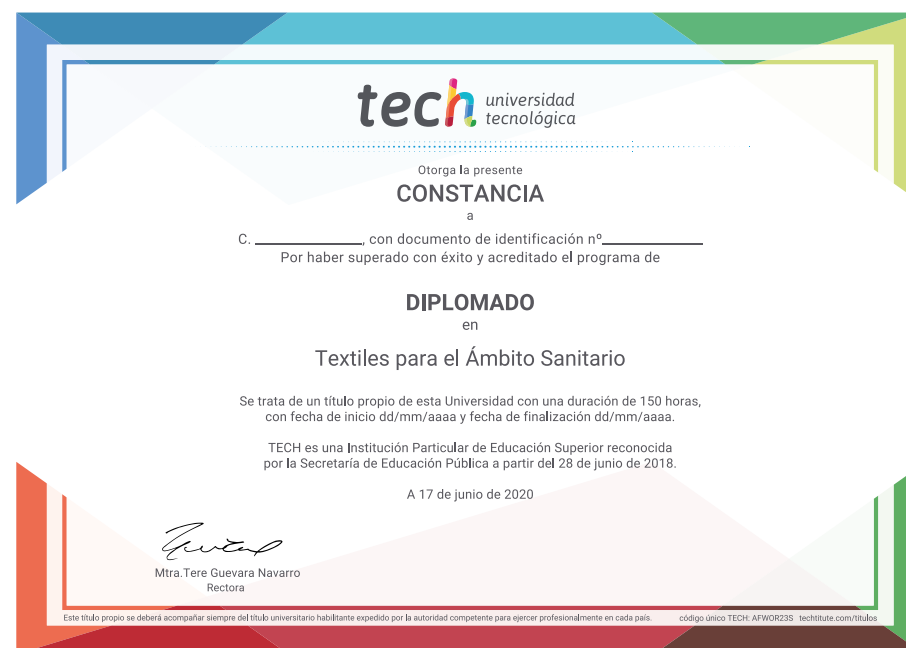 tech universidad
tecnológica
Otorga la presente
CONSTANCIA
a
C. ______________, con documento de identificación nº_____________
Por haber superado con éxito y acreditado el programa de
DIPLOMADO
en
Textiles para el Ámbito Sanitario
Se trata de un título propio de esta Universidad con una duración de 150 horas,
con fecha de inicio dd/mm/aaaa y fecha de finalización dd/mm/aaaa.
TECH es una Institución Particular de Educación Superior reconocida
por la Secretaría de Educación Pública a partir del 28 de junio de 2018.
A 17 de junio de 2020
Mtra.Tere Guevara Navarro
Rectora
Este título propio se deberá acompañar siempre del título universitario habilitante expedido por la autoridad competente para ejercer profesionalmente en cada país. código único TECH: AFWOR23S techtitute.com/titulos